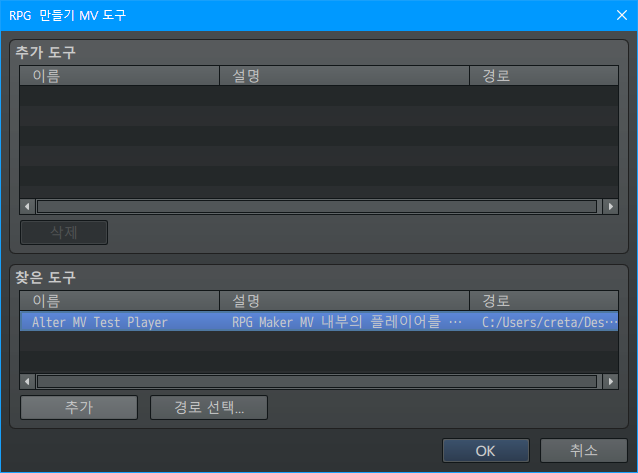 RPG 만들기 MV 도구
추가 도구
이름 설명 경로
삭제
찾은 도구
이름 설명 경로
Alter MV Test Player RPG Maker MV 내부의 플레이어를 … C:/Users/creta/Des…
추가 경로 선택...
OK 취소